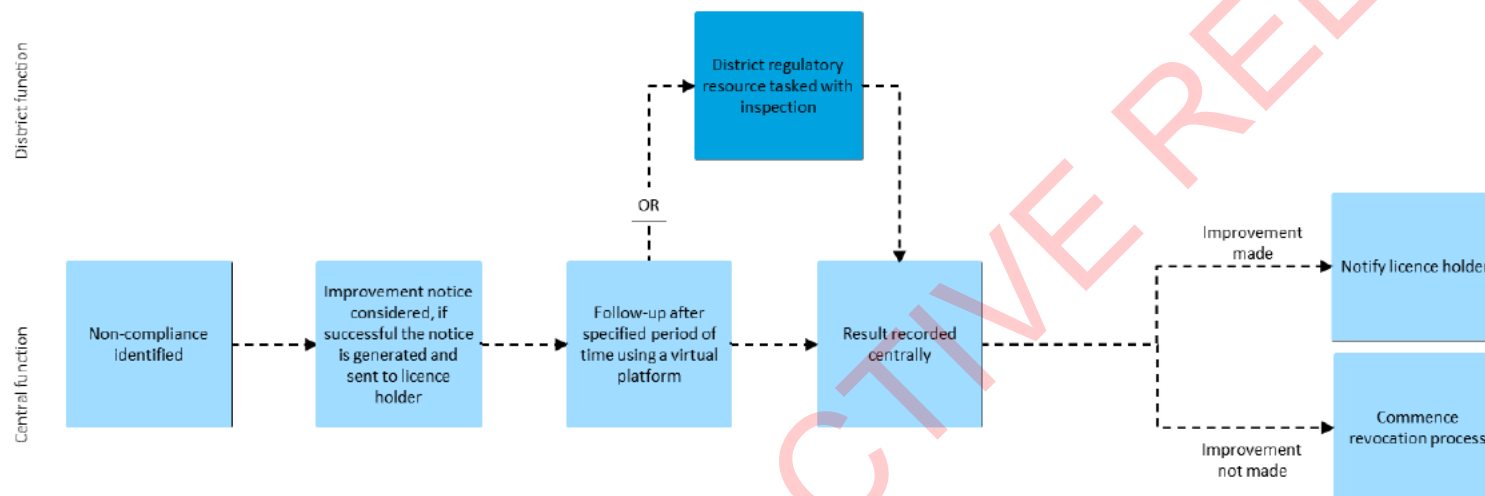 District function
District regulatory
resource tasked with
inspection
OR
Central function
Non-compliance
identified
Improvement notice
considered, if
successful the notice
is generated and
sent to licence
holder
Follow-up after
specified period of
time using a virtual
platform
Result recorded
centrally
Improvement
made
Notify licence holder
Improvement
not made
Commence
revocation process
CTIVE REL